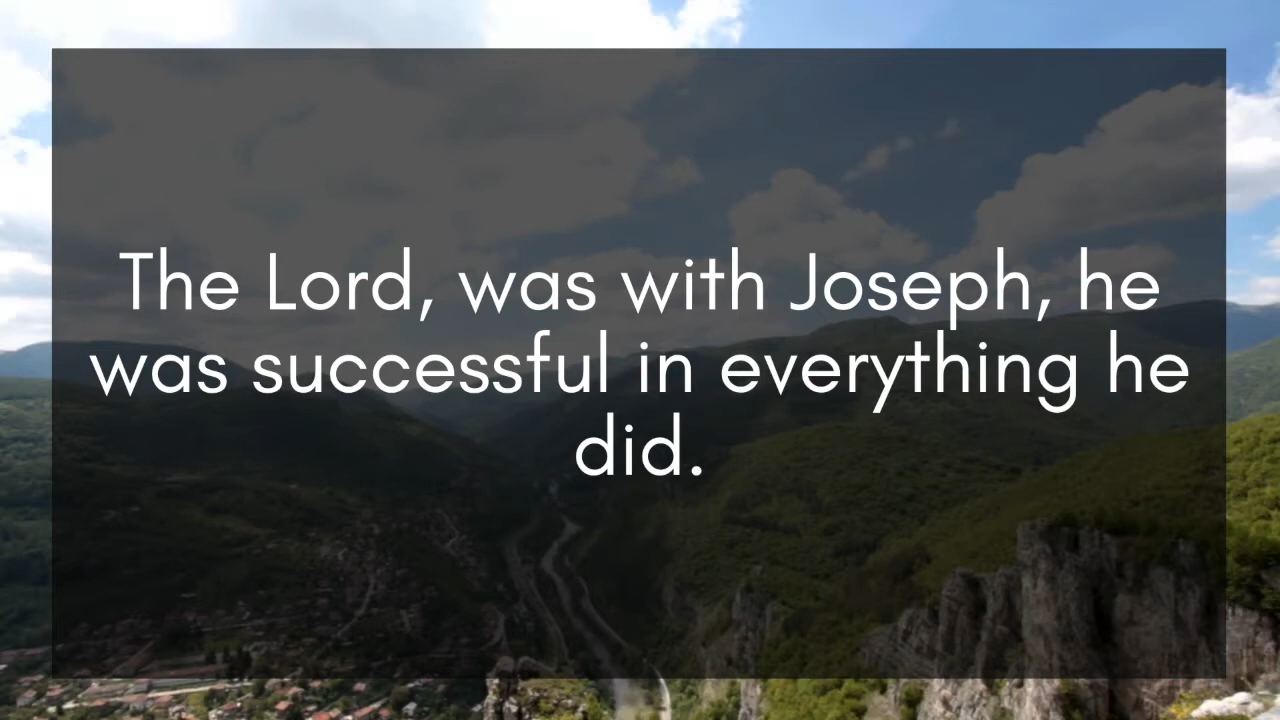 The Lord, was with Joseph, he
was successful in everything he
did.